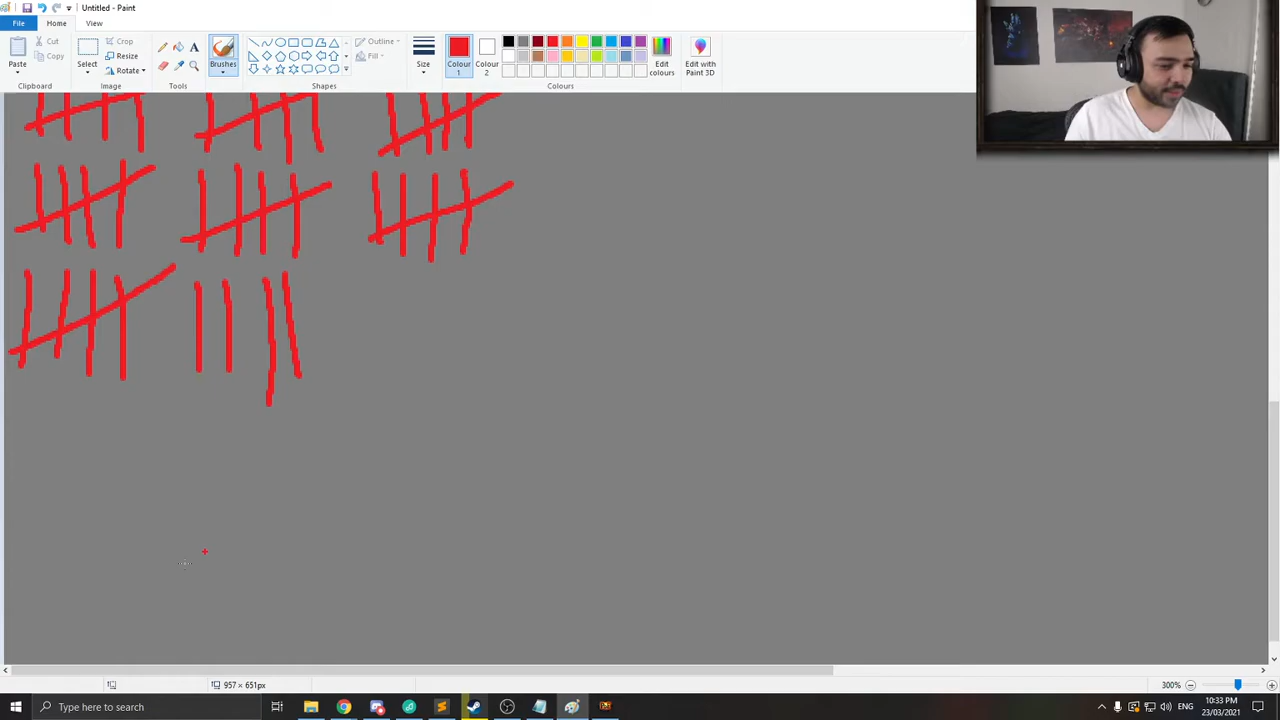 Untitled - Paint
File Home View
Paste
Cut
Copy
Clipboard
Select
Crop
Resize
Rotate
Image
Tools
Brushes
Shapes
Outline
Fill
Size
Colour 1
Colour 2
Edit colours
Edit with Paint 3D
Colours
957 × 651px
300%
Type here to search
ENG
10:33 PM
23/03/2021